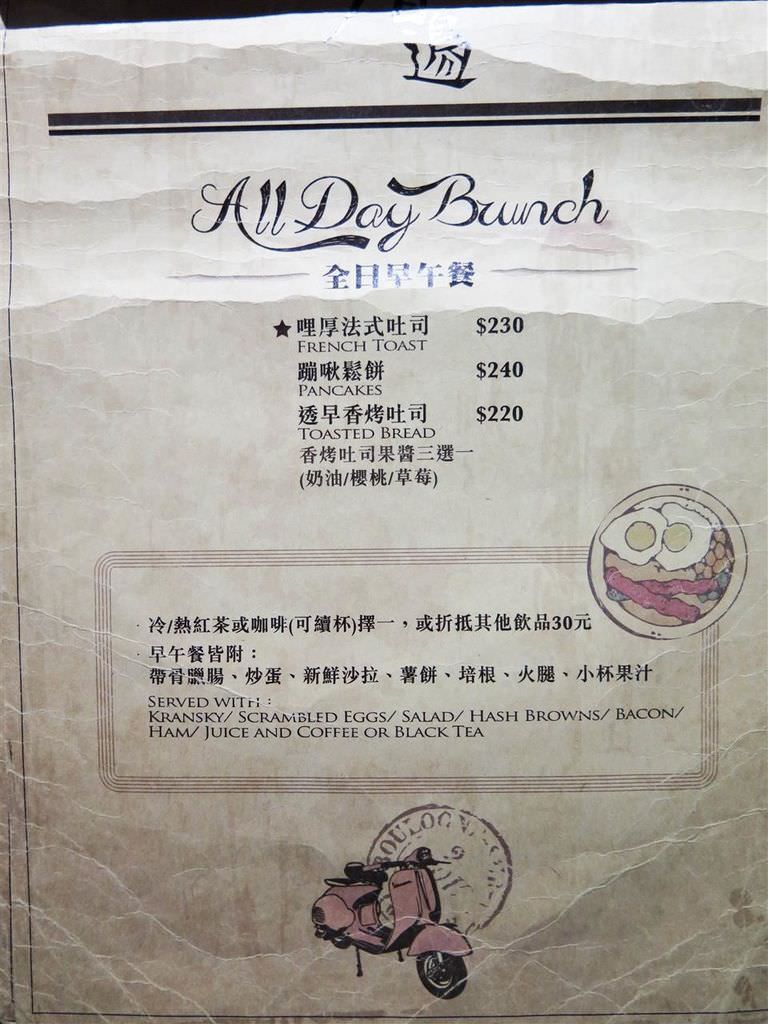 過
All Day Brunch
全日早午餐
★哩厚法式吐司 $230
FRENCH TOAST
蹦啾鬆餅 $240
PANCAKES
透早香烤吐司 $220
TOASTED BREAD
香烤吐司果醬三選一
(奶油/櫻桃/草莓)
· 冷/熱紅茶或咖啡(可續杯)擇一，或折抵其他飲品30元
· 早午餐皆附：
帶骨臘腸、炒蛋、新鮮沙拉、薯餅、培根、火腿、小杯果汁
SERVED WITH：
KRANSKY/ SCRAMBLED EGGS/ SALAD/ HASH BROWNS/ BACON/
HAM/ JUICE AND COFFEE OR BLACK TEA
BOULOGN